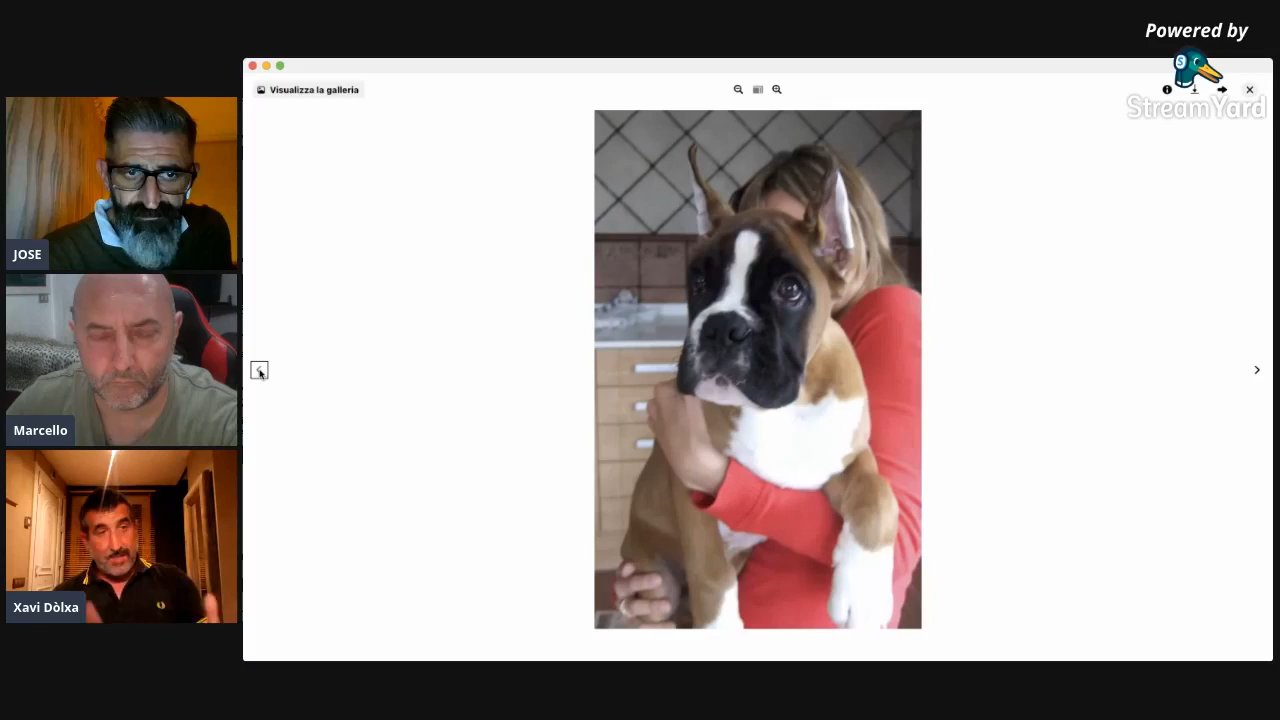 Powered by
StreamYard
Visualizza la galleria
JOSE
Marcello
Xavi Dòlxa